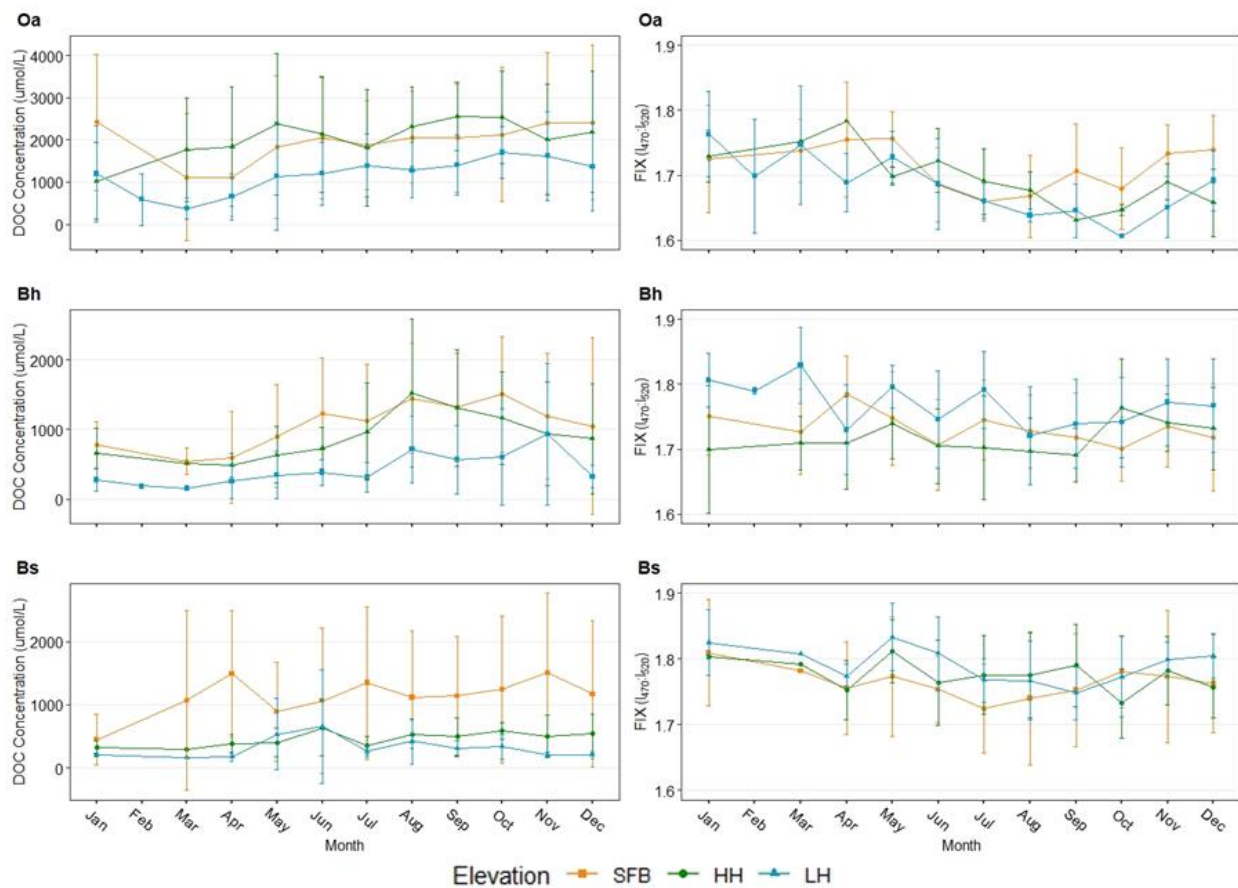 Oa
DOC Concentration (umol/L)
4000
3000
2000
1000
0
Oa
FIX (I470:I520)
1.9
1.8
1.7
1.6
Bh
DOC Concentration (umol/L)
2000
1000
0
Bh
FIX (I470:I520)
1.9
1.8
1.7
1.6
Bs
DOC Concentration (umol/L)
2000
1000
0
Jan Feb Mar Apr May Jun Jul Aug Sep Oct Nov Dec
Month
Bs
FIX (I470:I520)
1.9
1.8
1.7
1.6
Jan Feb Mar Apr May Jun Jul Aug Sep Oct Nov Dec
Month
Elevation SFB HH LH